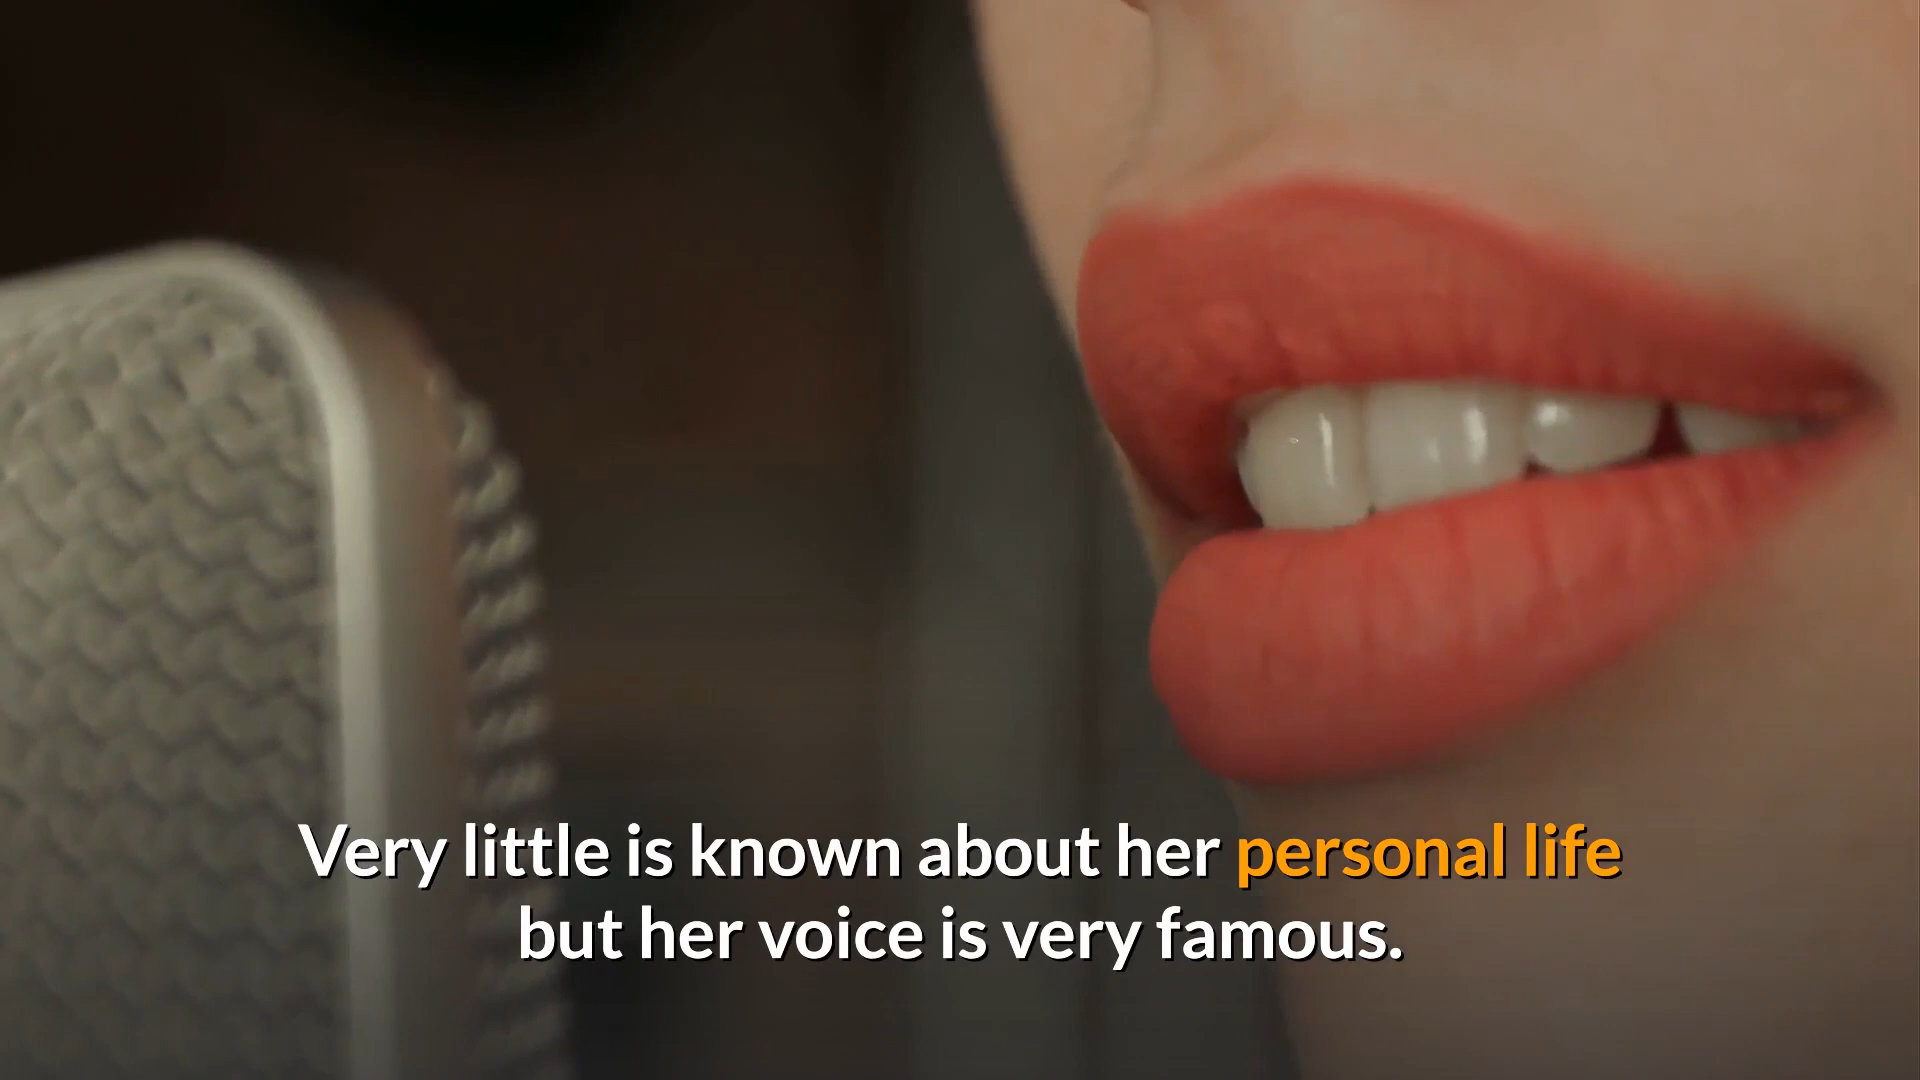 Very little is known about her personal life
but her voice is very famous.